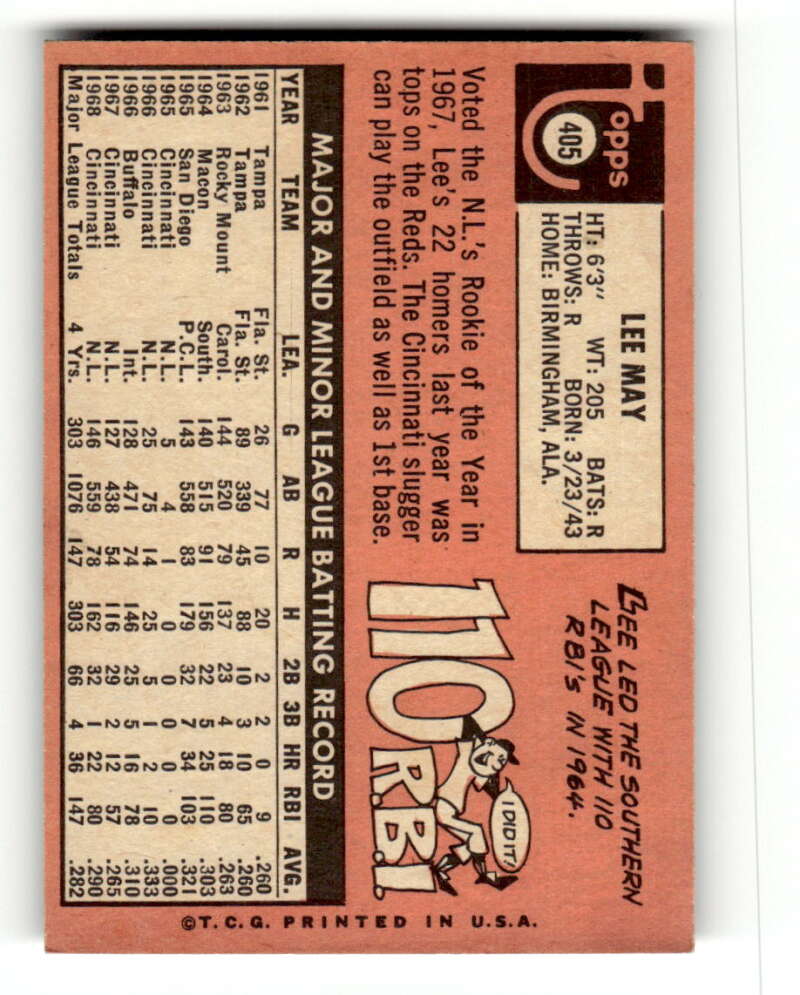 Topps
405
LEE MAY
HT: 6'3" WT: 205 BATS: R
THROWS: R BORN: 3/23/43
HOME: BIRMINGHAM, ALA.
LEE LED THE SOUTHERN
LEAGUE WITH 110
RBI'S IN 1964.
Voted the N.L.'s Rookie of the Year in
1967, Lee's 22 homers last year was
tops on the Reds. The Cincinnati slugger
can play the outfield as well as 1st base.
110
R.B.I.
I DID IT!
MAJOR AND MINOR LEAGUE BATTING RECORD
YEAR TEAM LEA. G AB R H 2B 3B HR RBI AVG.
1961 Tampa Fla. St. 26 77 10 20 2 2 0 9 .260
1962 Tampa Fla. St. 89 339 45 88 10 3 10 65 .260
1963 Rocky Mount Carol. 144 520 79 137 23 4 18 80 .263
1964 Macon South. 140 515 91 156 22 5 25 110 .303
1965 San Diego P.C.L. 143 558 83 179 32 7 34 103 .321
1965 Cincinnati N.L. 5 4 1 0 0 0 0 0 .000
1966 Cincinnati N.L. 25 75 14 25 5 1 2 10 .333
1966 Buffalo Int. 128 471 74 146 25 5 16 78 .310
1967 Cincinnati N.L. 127 438 54 116 29 2 12 57 .265
1968 Cincinnati N.L. 146 559 78 162 32 1 22 80 .290
Major League Totals 4 Yrs. 303 1076 147 303 66 4 36 147 .282
©T.C.G. PRINTED IN U.S.A.